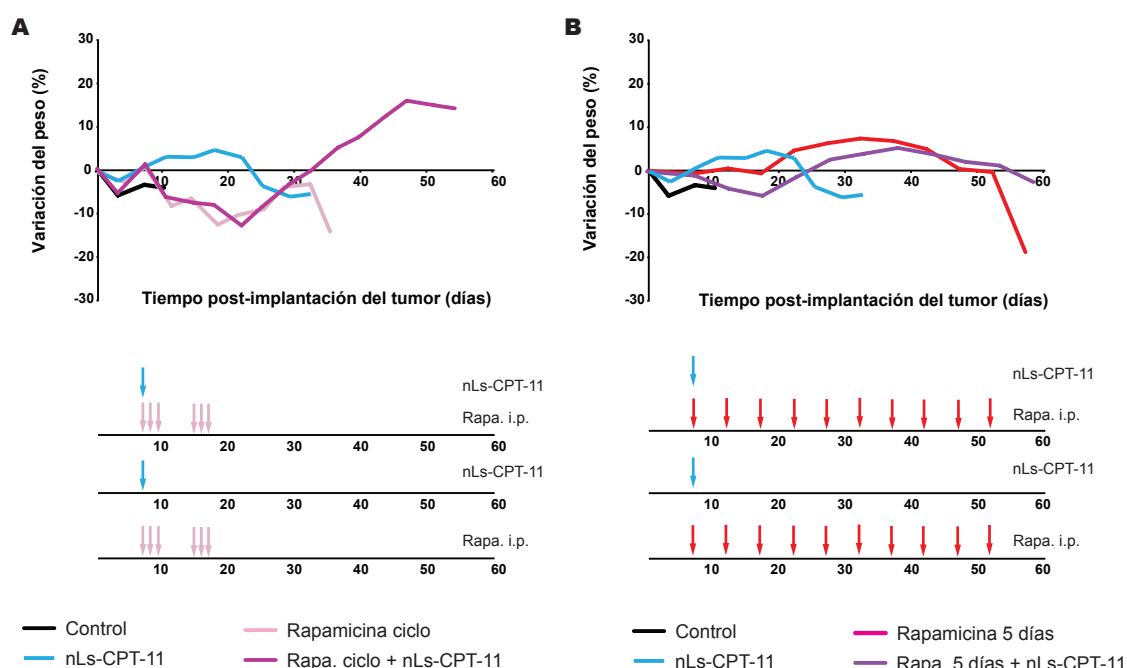 A
B
30
20
10
0
-10
-20
-30
Variación del peso (%)
10 20 30 40 50 60
Tiempo post-implantación del tumor (días)
30
20
10
0
-10
-20
-30
Variación del peso (%)
10 20 30 40 50 60
Tiempo post-implantación del tumor (días)
nLs-CPT-11
Rapa. i.p.
10 20 30 40 50 60
nLs-CPT-11
10 20 30 40 50 60
Rapa. i.p.
10 20 30 40 50 60
nLs-CPT-11
Rapa. i.p.
10 20 30 40 50 60
nLs-CPT-11
10 20 30 40 50 60
Rapa. i.p.
10 20 30 40 50 60
Control
Rapamicina ciclo
nLs-CPT-11
Rapa. ciclo + nLs-CPT-11
Control
Rapamicina 5 días
nLs-CPT-11
Rapa. 5 días + nLs-CPT-11